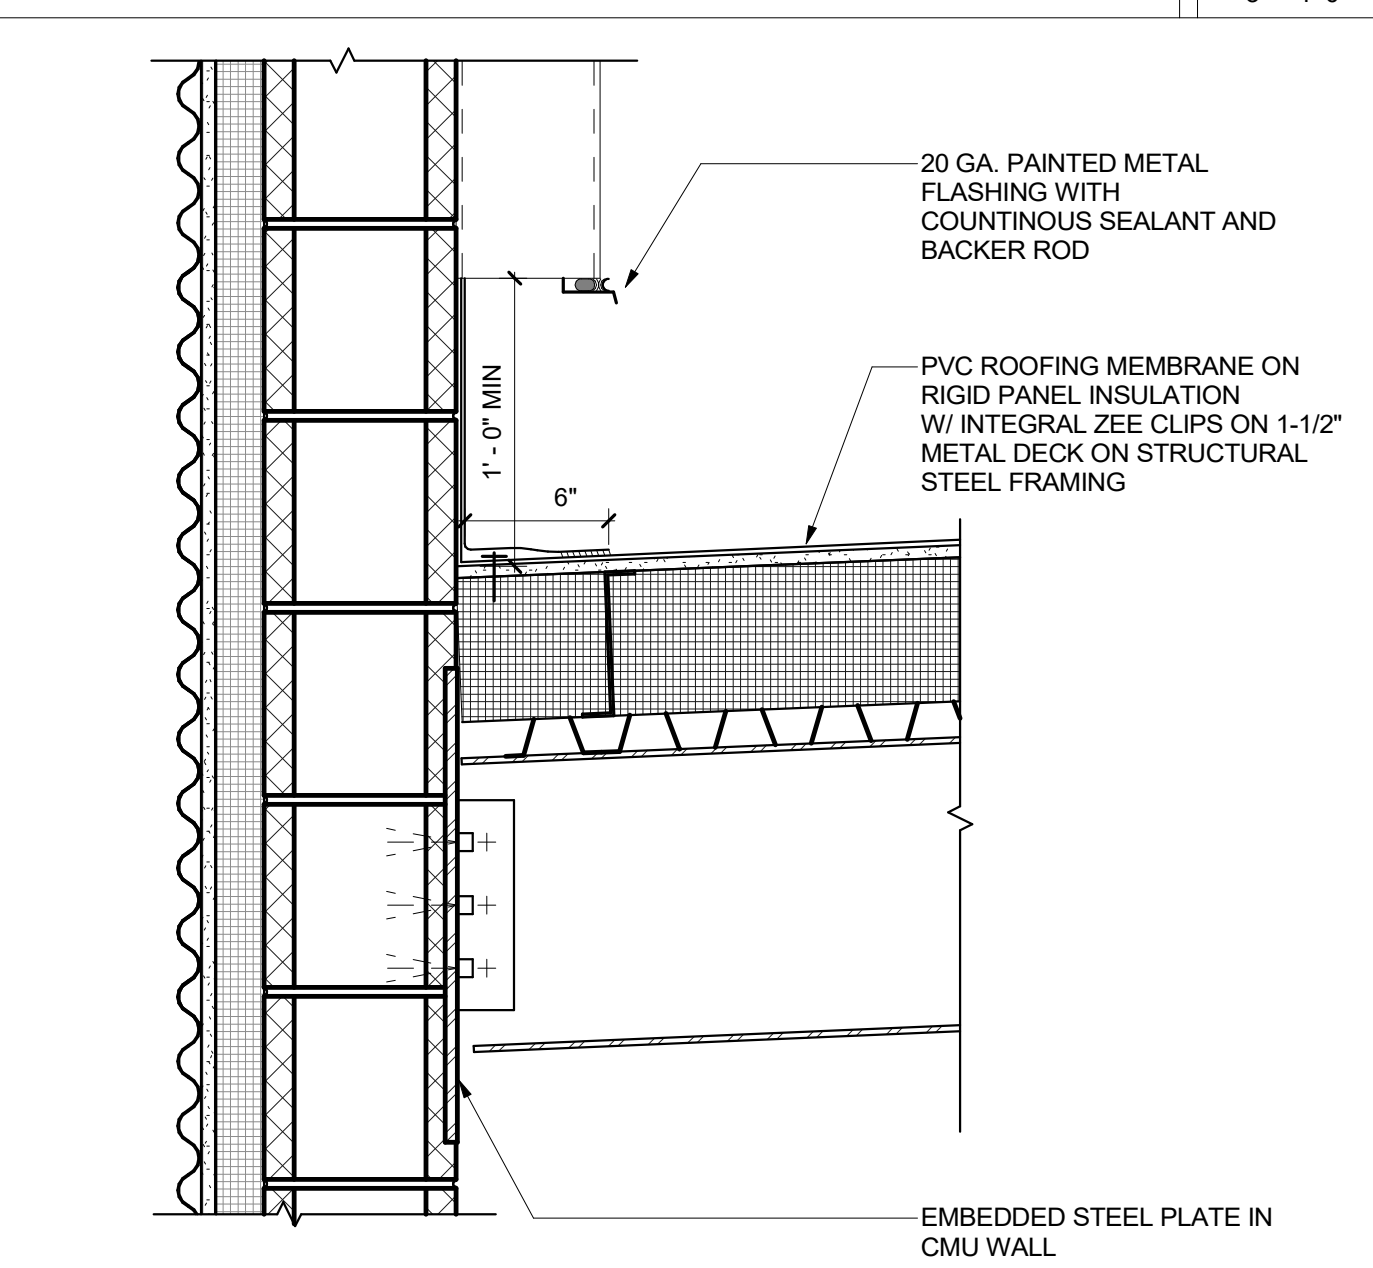 20 GA. PAINTED METAL
FLASHING WITH
COUNTINOUS SEALANT AND
BACKER ROD
PVC ROOFING MEMBRANE ON
RIGID PANEL INSULATION
W/ INTEGRAL ZEE CLIPS ON 1-1/2"
METAL DECK ON STRUCTURAL
STEEL FRAMING
1' - 0" MIN
6"
EMBEDDED STEEL PLATE IN
CMU WALL